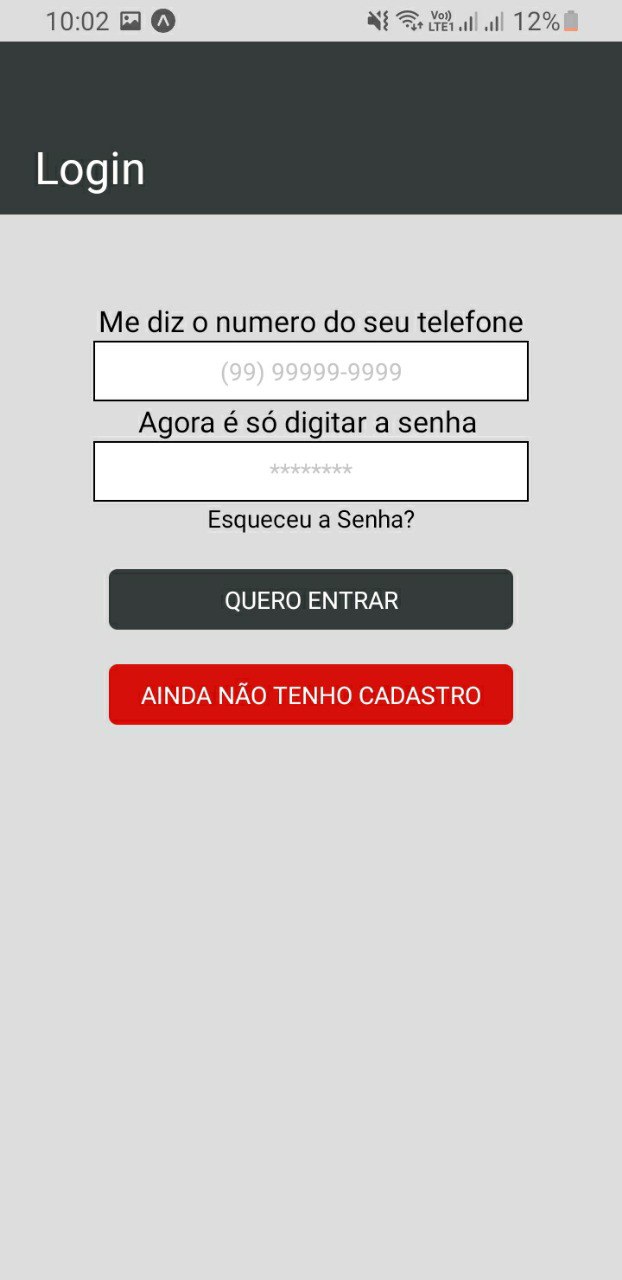 10:02 Vo)) LTE1 12%
Login
Me diz o numero do seu telefone
(99) 99999-9999
Agora é só digitar a senha
********
Esqueceu a Senha?
QUERO ENTRAR
AINDA NÃO TENHO CADASTRO